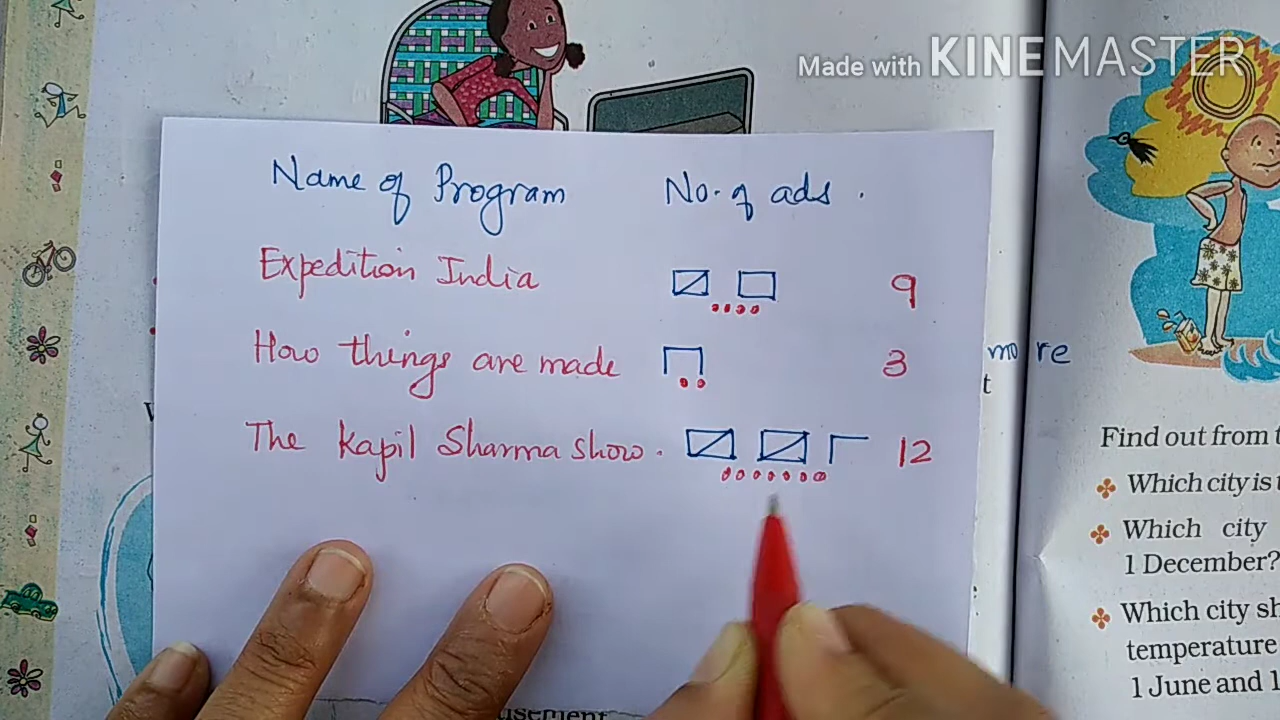 Made with KINEMASTER
Name of Program No. of ads .
Expedition India 9
How things are made 3
more
t
The Kapil Sharma show . 12
Find out from t
Which city is t
Which city
1 December?
Which city sh
temperature
1 June and 1